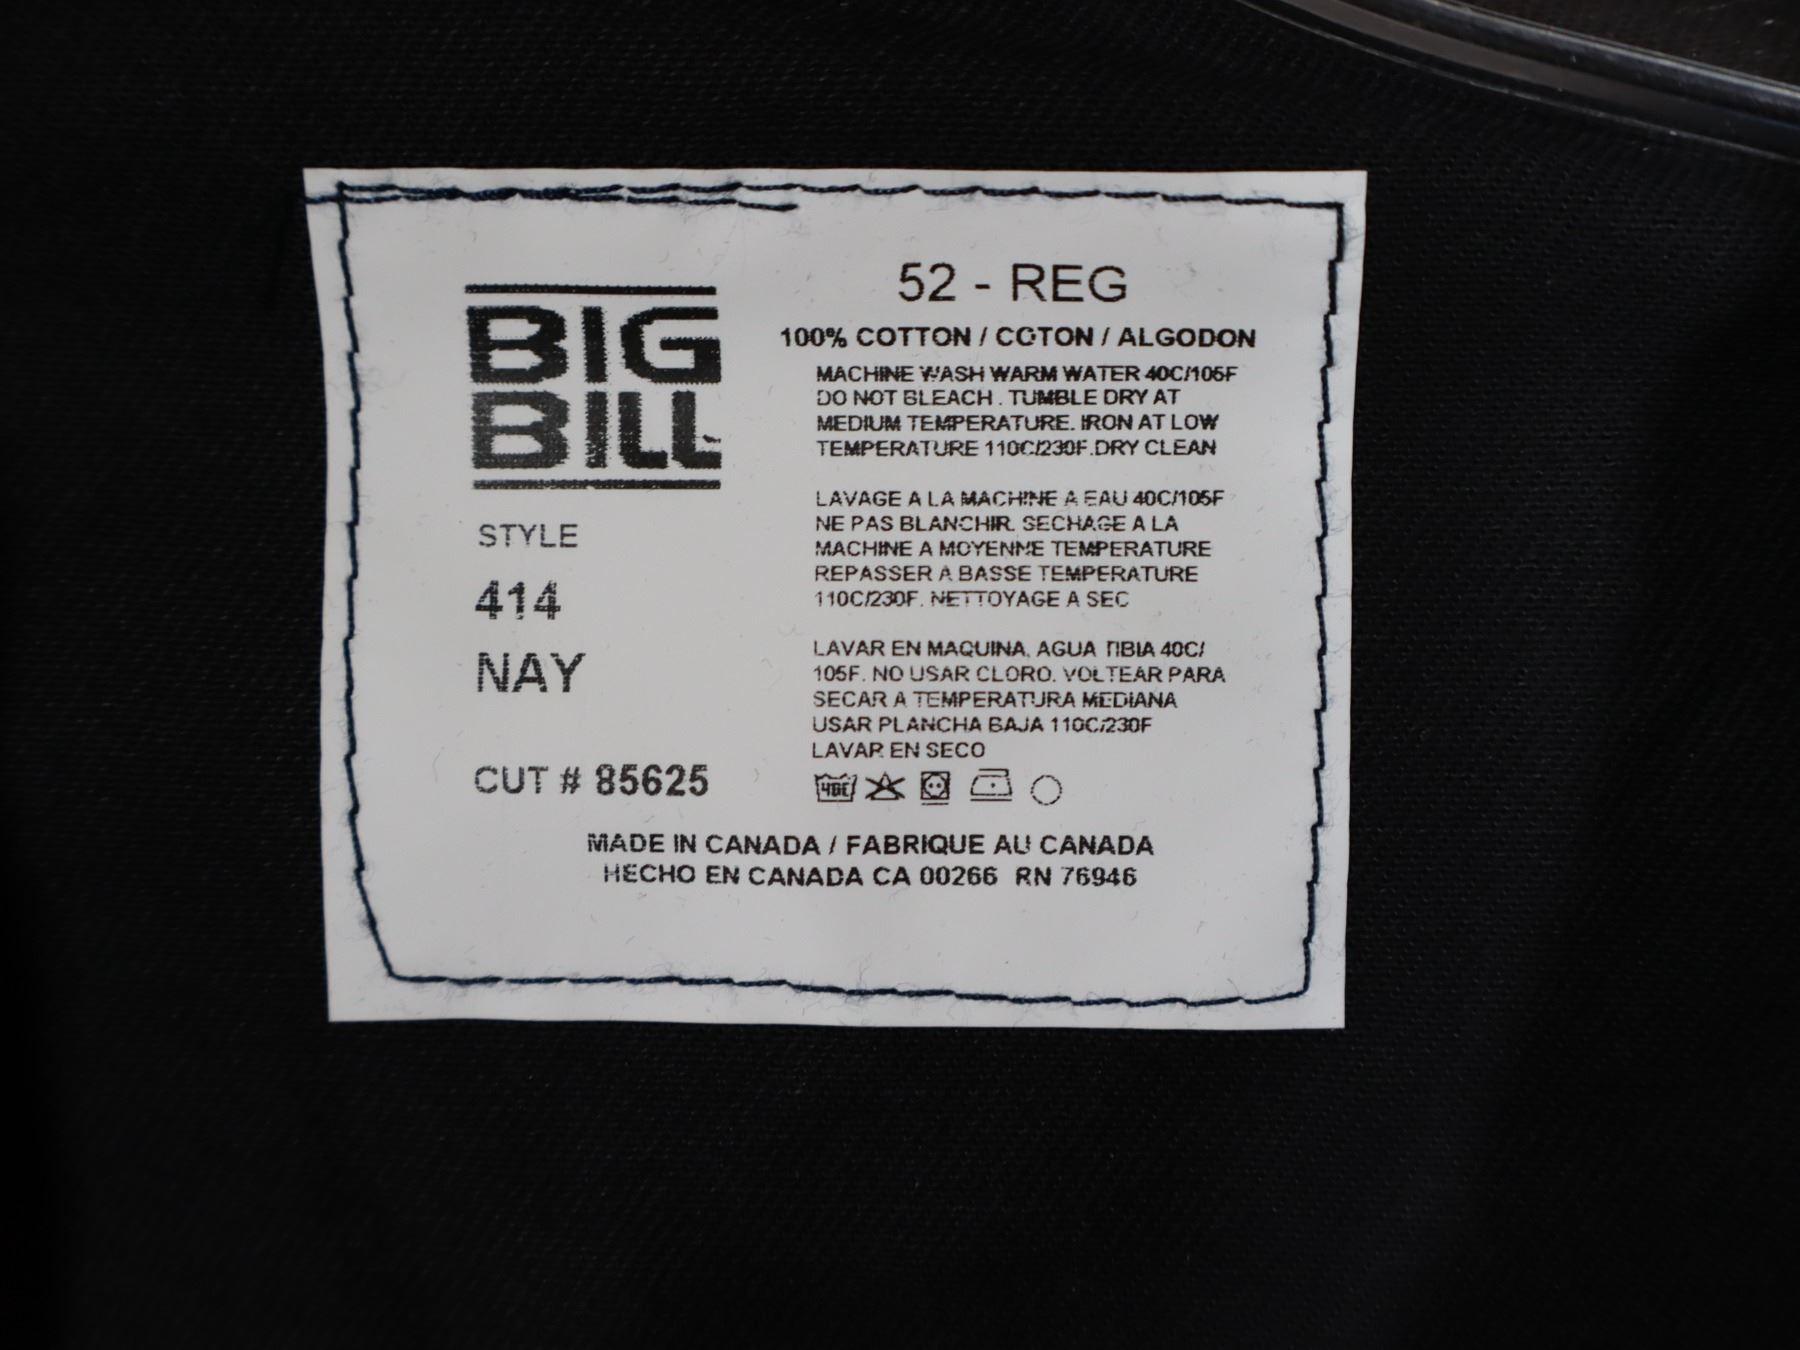 BIG
BILL
STYLE
414
NAY
CUT # 85625
52 - REG
100% COTTON / COTON / ALGODON
MACHINE WASH WARM WATER 40C/105F
DO NOT BLEACH . TUMBLE DRY AT
MEDIUM TEMPERATURE. IRON AT LOW
TEMPERATURE 110C/230F.DRY CLEAN
LAVAGE A LA MACHINE A EAU 40C/105F
NE PAS BLANCHIR. SECHAGE A LA
MACHINE A MOYENNE TEMPERATURE
REPASSER A BASSE TEMPERATURE
110C/230F. NETTOYAGE A SEC
LAVAR EN MAQUINA. AGUA TIBIA 40C/
105F. NO USAR CLORO. VOLTEAR PARA
SECAR A TEMPERATURA MEDIANA
USAR PLANCHA BAJA 110C/230F
LAVAR EN SECO
MADE IN CANADA / FABRIQUE AU CANADA
HECHO EN CANADA CA 00266 RN 76946